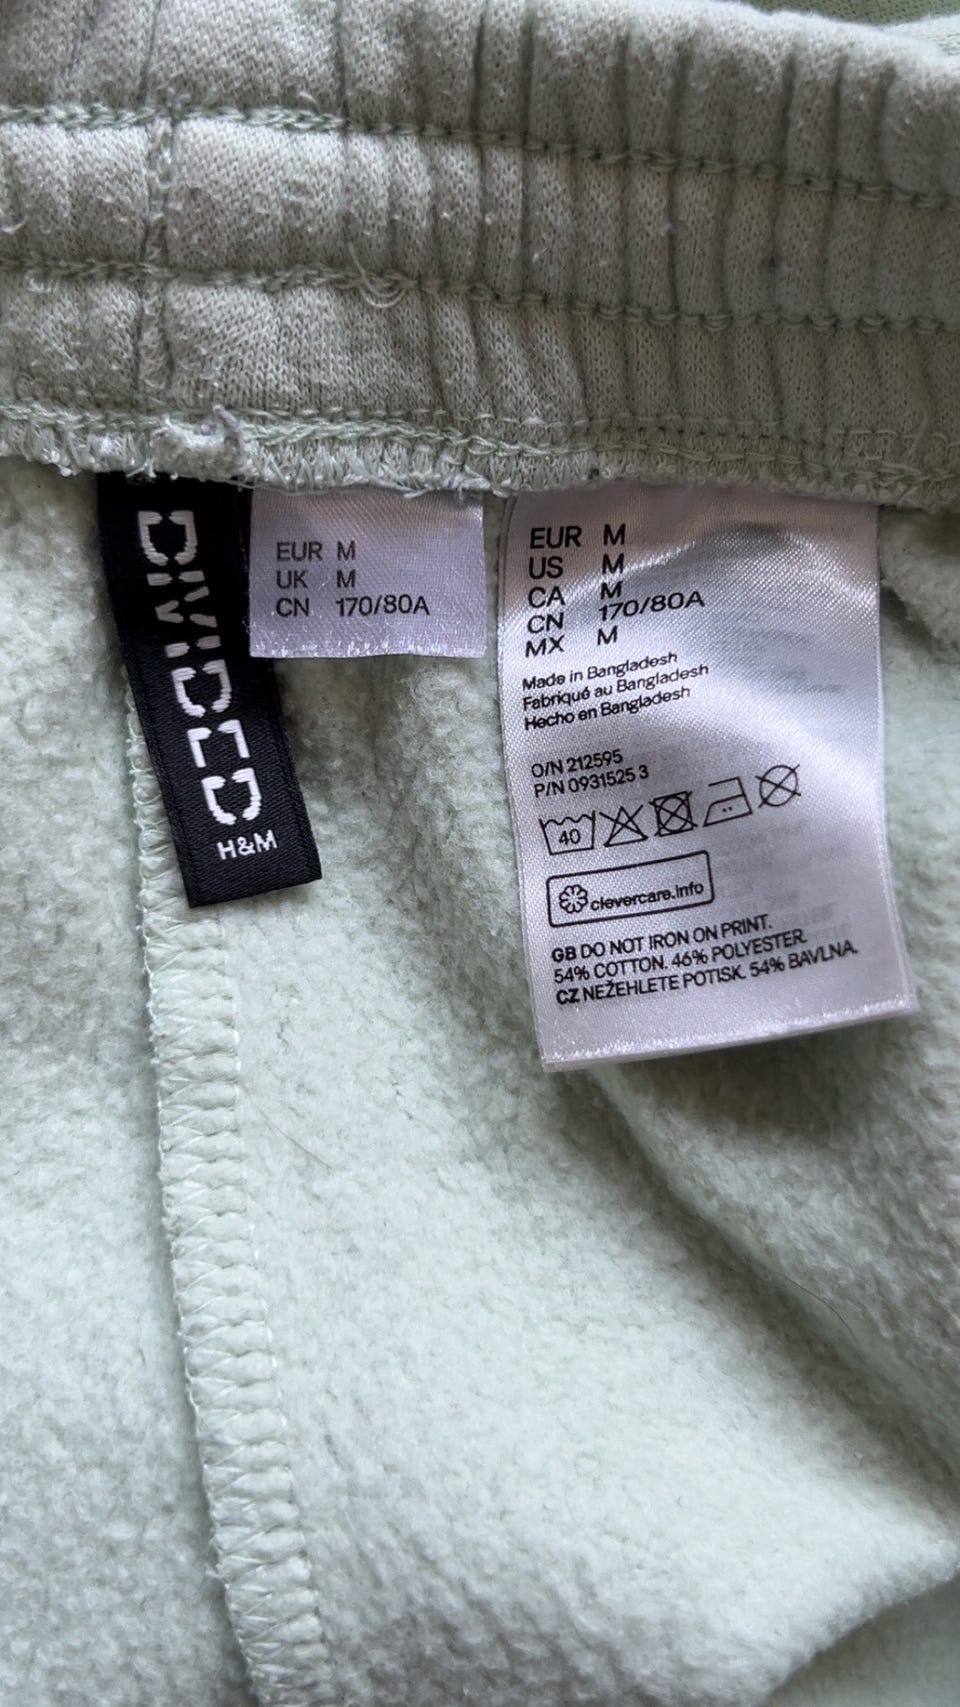 DIVIDED
H&M
EUR M
UK M
CN 170/80A
EUR M
US M
CA M
CN 170/80A
MX M
Made in Bangladesh
Fabriqué au Bangladesh
Hecho en Bangladesh
O/N 212595
P/N 0931525 3
40
clevercare.info
GB DO NOT IRON ON PRINT.
54% COTTON. 46% POLYESTER.
CZ NEŽEHLETE POTISK. 54% BAVLNA.